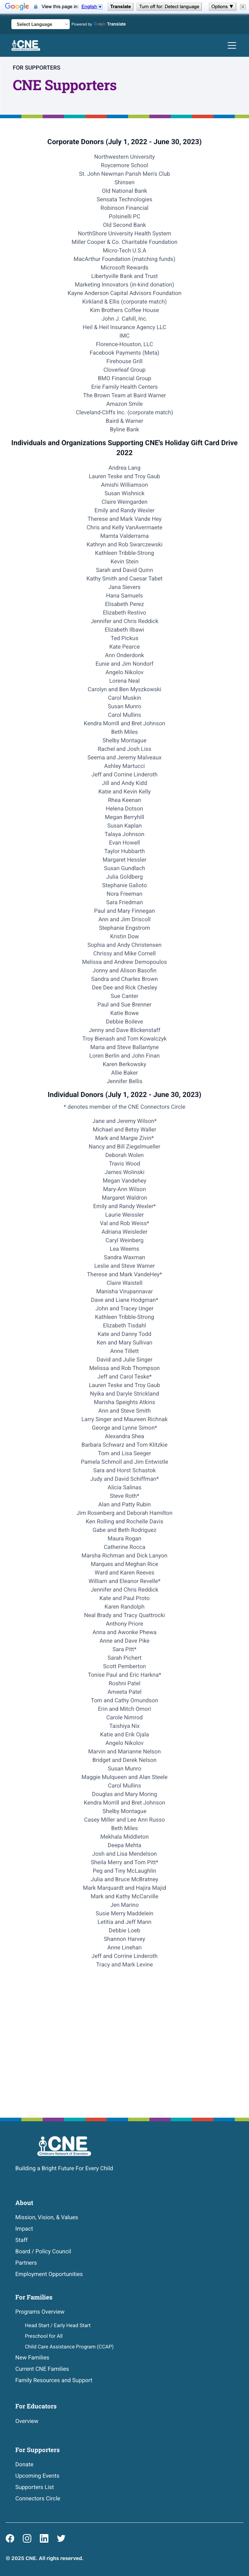 Google View this page in: English Translate Turn off for: Detect language Options ▼
Select Language Powered by Google Translate
CNE
FOR SUPPORTERS
CNE Supporters
Corporate Donors (July 1, 2022 - June 30, 2023)
Northwestern University
Roycemore School
St. John Newman Parish Men's Club
Shinsen
Old National Bank
Sensata Technologies
Robinson Financial
Polsinelli PC
Old Second Bank
NorthShore University Health System
Miller Cooper & Co. Charitable Foundation
Micro-Tech U.S.A
MacArthur Foundation (matching funds)
Microsoft Rewards
Libertyville Bank and Trust
Marketing Innovators (in-kind donation)
Kayne Anderson Capital Advisors Foundation
Kirkland & Ellis (corporate match)
Kim Brothers Coffee House
John J. Cahill, Inc.
Heil & Heil Insurance Agency LLC
IMC
Florence-Houston, LLC
Facebook Payments (Meta)
Firehouse Grill
Cloverleaf Group
BMO Financial Group
Erie Family Health Centers
The Brown Team at Baird Warner
Amazon Smile
Cleveland-Cliffs Inc. (corporate match)
Baird & Warner
Byline Bank
Individuals and Organizations Supporting CNE's Holiday Gift Card Drive
2022
Andrea Lang
Lauren Teske and Troy Gaub
Amishi Williamson
Susan Wishnick
Claire Weingarden
Emily and Randy Wexler
Therese and Mark Vande Hey
Chris and Kelly VanAvermaete
Mamta Valderrama
Kathryn and Rob Swarczewski
Kathleen Tribble-Strong
Kevin Stein
Sarah and David Quinn
Kathy Smith and Caesar Tabet
Jana Sievers
Hana Samuels
Elisabeth Perez
Elizabeth Restivo
Jennifer and Chris Reddick
Elizabeth Ilbawi
Ted Pickus
Kate Pearce
Ann Onderdonk
Eunie and Jim Nondorf
Angelo Nikolov
Lorena Neal
Carolyn and Ben Myszkowski
Carol Muskin
Susan Munro
Carol Mullins
Kendra Morrill and Bret Johnson
Beth Miles
Shelby Montague
Rachel and Josh Liss
Seema and Jeremy Malveaux
Ashley Martucci
Jeff and Corrine Linderoth
Jill and Andy Kidd
Katie and Kevin Kelly
Rhea Keenan
Helena Dotson
Megan Berryhill
Susan Kaplan
Talaya Johnson
Evan Howell
Taylor Hubbarth
Margaret Hessler
Susan Gundlach
Julia Goldberg
Stephanie Galioto
Nora Freeman
Sara Friedman
Paul and Mary Finnegan
Ann and Jim Driscoll
Stephanie Engstrom
Kristin Dow
Sophia and Andy Christensen
Chrissy and Mike Cornell
Melissa and Andrew Demopoulos
Jonny and Alison Basofin
Sandra and Charles Brown
Dee Dee and Rick Chesley
Sue Canter
Paul and Sue Brenner
Katie Bowe
Debbie Boileve
Jenny and Dave Blickenstaff
Troy Bienash and Tom Kowalczyk
Maria and Steve Ballantyne
Loren Berlin and John Finan
Karen Berkowsky
Allie Baker
Jennifer Bellis
Individual Donors (July 1, 2022 - June 30, 2023)
* denotes member of the CNE Connectors Circle
Jane and Jeremy Wilson*
Michael and Betsy Waller
Mark and Margie Zivin*
Nancy and Bill Ziegelmueller
Deborah Wolen
Travis Wood
James Wolinski
Megan Vandehey
Mary-Ann Wilson
Margaret Waldron
Emily and Randy Wexler*
Laurie Weissler
Val and Rob Weiss*
Adriana Weisleder
Caryl Weinberg
Lea Weems
Sandra Waxman
Leslie and Steve Warner
Therese and Mark VandeHey*
Claire Waistell
Manisha Virupannavar
Dave and Liane Hodgman*
John and Tracey Unger
Kathleen Tribble-Strong
Elizabeth Tisdahl
Kate and Danny Todd
Ken and Mary Sullivan
Anne Tillett
David and Julie Singer
Melissa and Rob Thompson
Jeff and Carol Teske*
Lauren Teske and Troy Gaub
Nyika and Daryle Strickland
Marisha Speights Atkins
Ann and Steve Smith
Larry Singer and Maureen Richnak
George and Lynne Simon*
Alexandra Shea
Barbara Schwarz and Tom Klitzkie
Tom and Lisa Seeger
Pamela Schmoll and Jim Entwistle
Sara and Horst Schastok
Judy and David Schiffman*
Alicia Salinas
Steve Roth*
Alan and Patty Rubin
Jim Rosenberg and Deborah Hamilton
Ken Rolling and Rochelle Davis
Gabe and Beth Rodriguez
Maura Rogan
Catherine Rocca
Marsha Richman and Dick Lanyon
Marques and Meghan Rice
Ward and Karen Reeves
William and Eleanor Revelle*
Jennifer and Chris Reddick
Kate and Paul Proto
Karen Randolph
Neal Brady and Tracy Quattrocki
Anthony Priore
Anna and Awonke Phewa
Anne and Dave Pike
Sara Pitt*
Sarah Pichert
Scott Pemberton
Tonise Paul and Eric Harkna*
Roshni Patel
Ameeta Patel
Tom and Cathy Omundson
Erin and Mitch Omori
Carole Nimrod
Taishiya Nix
Katie and Erik Ojala
Angelo Nikolov
Marvin and Marianne Nelson
Bridget and Derek Nelson
Susan Munro
Maggie Mulqueen and Alan Steele
Carol Mullins
Douglas and Mary Moring
Kendra Morrill and Bret Johnson
Shelby Montague
Casey Miller and Lee Ann Russo
Beth Miles
Mekhala Middleton
Deepa Mehta
Josh and Lisa Mendelson
Sheila Merry and Tom Pitt*
Peg and Tiny McLaughlin
Julia and Bruce McBratney
Mark Marquardt and Hajira Majid
Mark and Kathy McCarville
Jen Marino
Susie Merry Maddelein
Letitia and Jeff Mann
Debbie Loeb
Shannon Harvey
Anne Linehan
Jeff and Corrine Linderoth
Tracy and Mark Levine
CNE
Building a Bright Future For Every Child
About
Mission, Vision, & Values
Impact
Staff
Board / Policy Council
Partners
Employment Opportunities
For Families
Programs Overview
Head Start / Early Head Start
Preschool for All
Child Care Assistance Program (CCAP)
New Families
Current CNE Families
Family Resources and Support
For Educators
Overview
For Supporters
Donate
Upcoming Events
Supporters List
Connectors Circle
© 2025 CNE. All rights reserved.